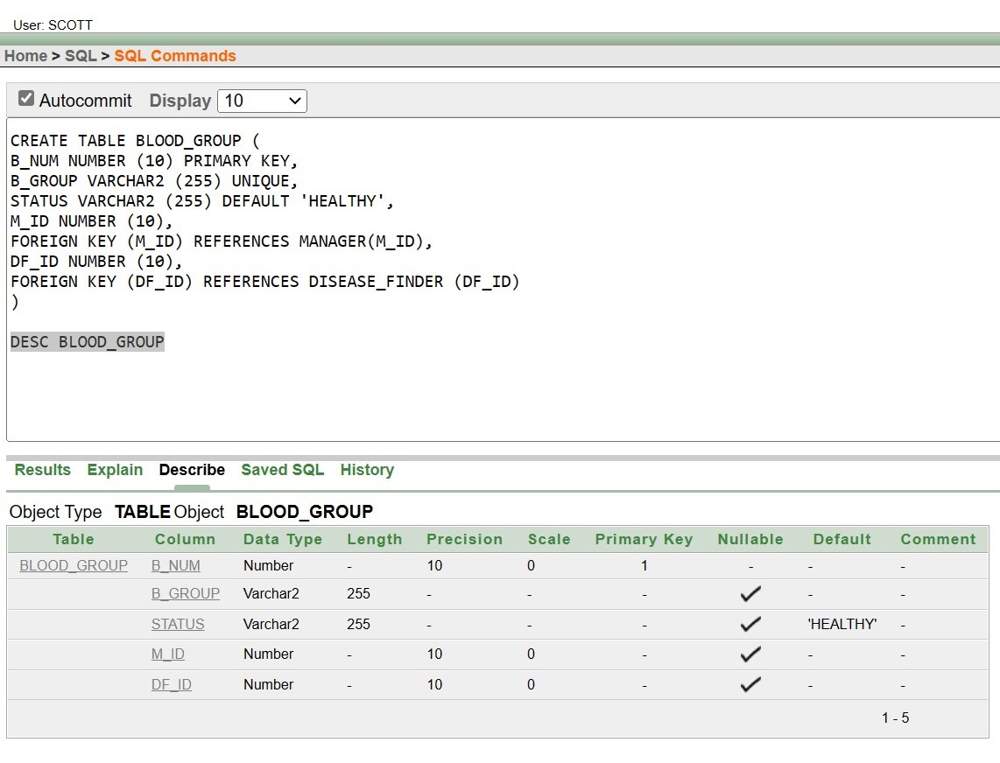 User: SCOTT
Home > SQL > SQL Commands
Autocommit Display 10
CREATE TABLE BLOOD_GROUP (
B_NUM NUMBER (10) PRIMARY KEY,
B_GROUP VARCHAR2 (255) UNIQUE,
STATUS VARCHAR2 (255) DEFAULT 'HEALTHY',
M_ID NUMBER (10),
FOREIGN KEY (M_ID) REFERENCES MANAGER(M_ID),
DF_ID NUMBER (10),
FOREIGN KEY (DF_ID) REFERENCES DISEASE_FINDER (DF_ID)
)
DESC BLOOD_GROUP
Results Explain Describe Saved SQL History
Object Type TABLE Object BLOOD_GROUP
Table Column Data Type Length Precision Scale Primary Key Nullable Default Comment
BLOOD_GROUP B_NUM Number - 10 0 1 - - -
B_GROUP Varchar2 255 - - - ✓ - -
STATUS Varchar2 255 - - - ✓ 'HEALTHY' -
M_ID Number - 10 0 - ✓ - -
DF_ID Number - 10 0 - ✓ - -
1 - 5